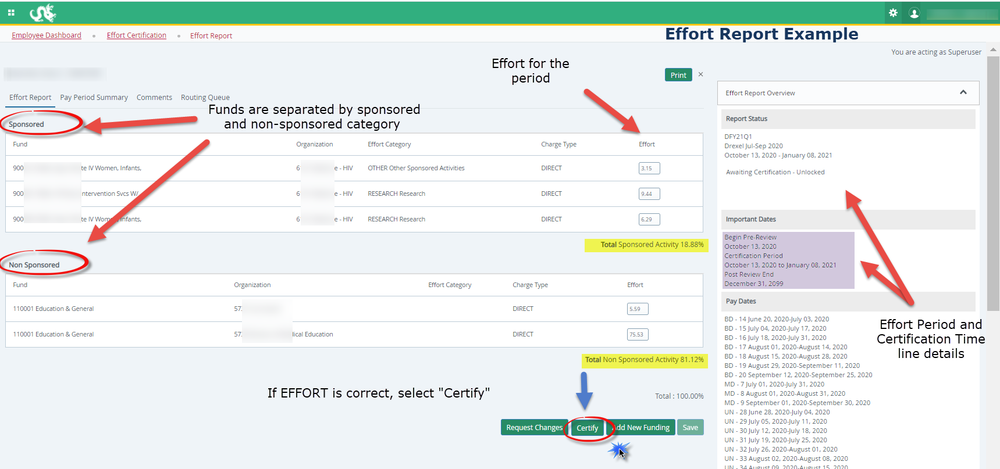 Employee Dashboard • Effort Certification • Effort Report
Effort Report Example
You are acting as Superuser
Effort for the
period
Print ×
Effort Report Pay Period Summary Comments Routing Queue
Funds are separated by sponsored
and non-sponsored category
Sponsored
Fund Organization Effort Category Charge Type Effort
900 te IV Women, Infants, 6 e - HIV OTHER Other Sponsored Activities DIRECT 3.15
900 ntervention Svcs W/ 6 e - HIV RESEARCH Research DIRECT 9.44
900 te IV Women, Infants, 6 e - HIV RESEARCH Research DIRECT 6.29
Total Sponsored Activity 18.88%
Non Sponsored
Fund Organization Effort Category Charge Type Effort
110001 Education & General 57 DIRECT 5.59
110001 Education & General 57 ical Education DIRECT 75.53
Total Non Sponsored Activity 81.12%
If EFFORT is correct, select "Certify"
Total : 100.00%
Request Changes Certify Add New Funding Save
Effort Report Overview
Report Status
DFY21Q1
Drexel Jul-Sep 2020
October 13, 2020 - January 08, 2021
Awaiting Certification - Unlocked
Important Dates
Begin Pre-Review
October 13, 2020
Certification Period
October 13, 2020 to January 08, 2021
Post Review End
December 31, 2099
Pay Dates
BD - 14 June 20, 2020-July 03, 2020
BD - 15 July 04, 2020-July 17, 2020
BD - 16 July 18, 2020-July 31, 2020
BD - 17 August 01, 2020-August 14, 2020
BD - 18 August 15, 2020-August 28, 2020
BD - 19 August 29, 2020-September 11, 2020
BD - 20 September 12, 2020-September 25, 2020
MD - 7 July 01, 2020-July 31, 2020
MD - 8 August 01, 2020-August 31, 2020
MD - 9 September 01, 2020-September 30, 2020
UN - 28 June 28, 2020-July 04, 2020
UN - 29 July 05, 2020-July 11, 2020
UN - 30 July 12, 2020-July 18, 2020
UN - 31 July 19, 2020-July 25, 2020
UN - 32 July 26, 2020-August 01, 2020
UN - 33 August 02, 2020-August 08, 2020
UN - 34 August 09, 2020-August 15, 2020
Effort Period and
Certification Time
line details